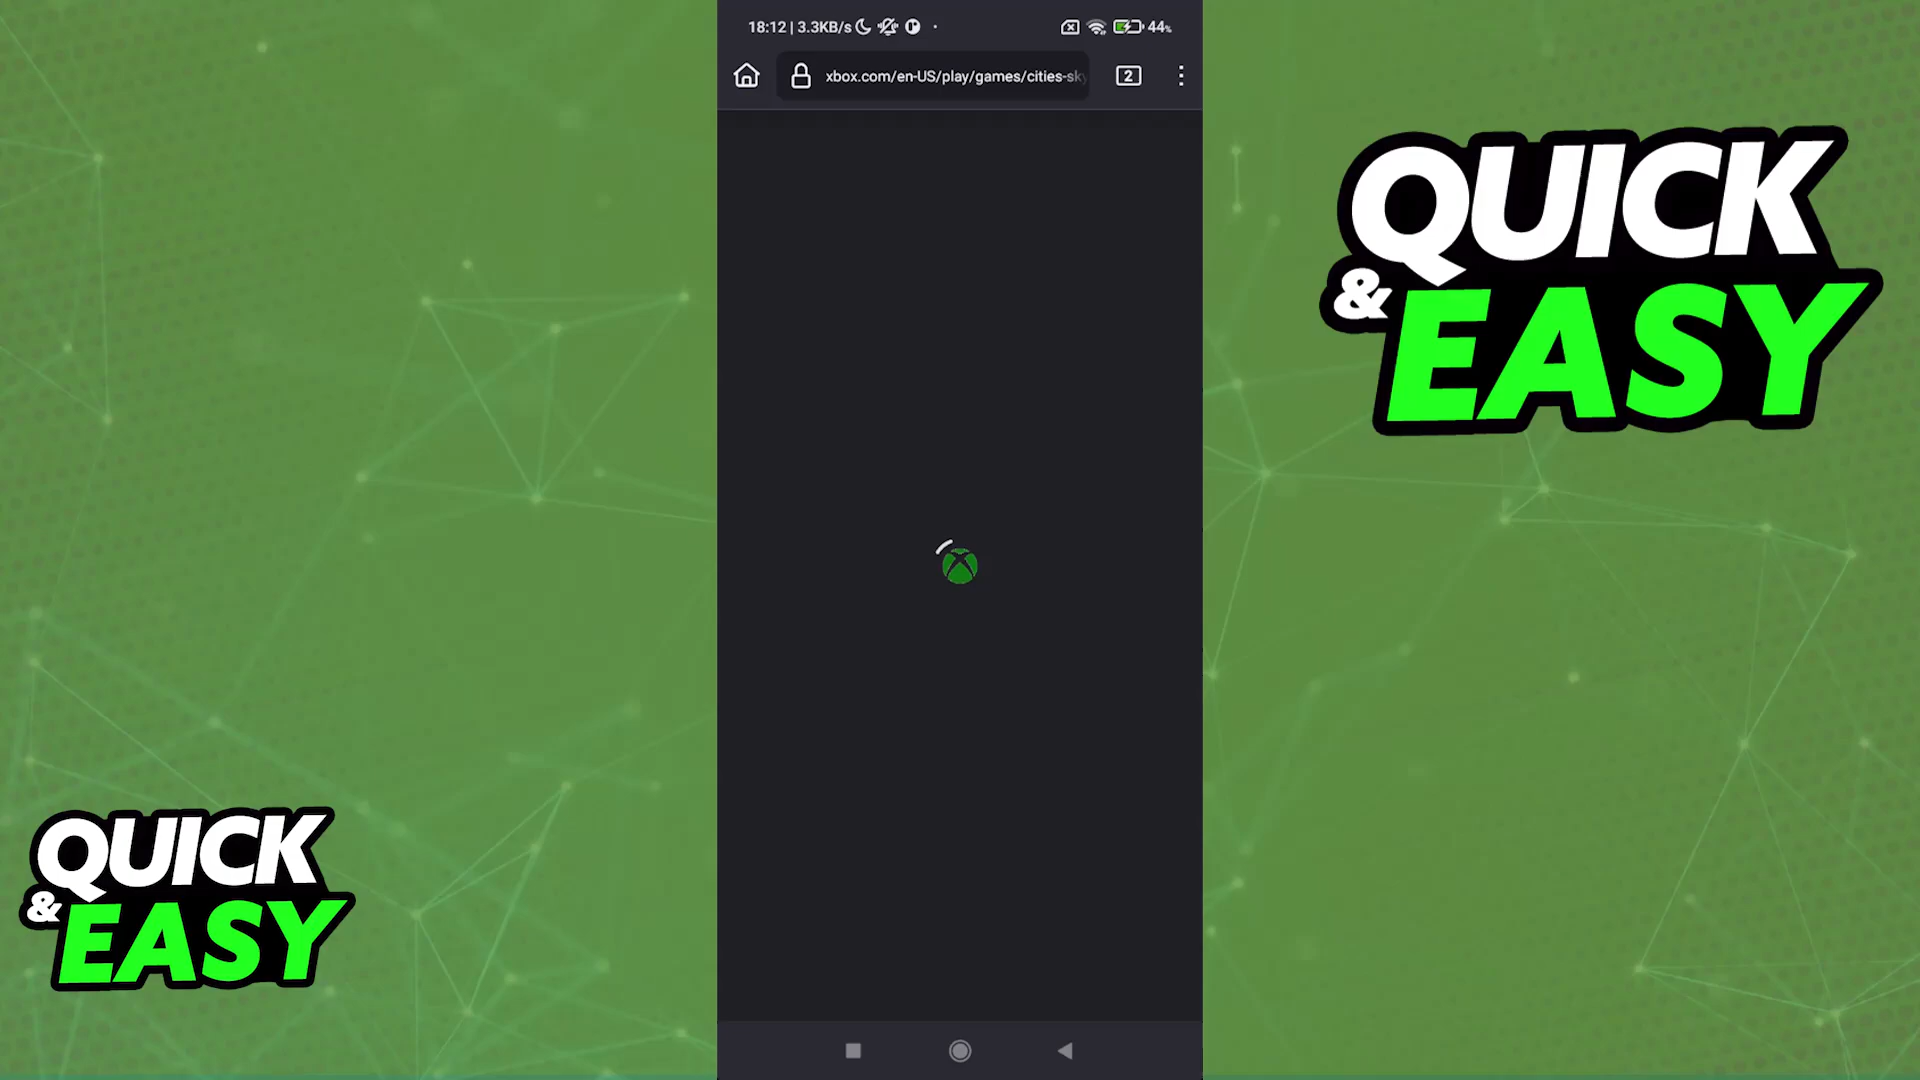 18:12 | 3.3KB/s
44%
xbox.com/en-US/play/games/cities-sk
2
QUICK
& EASY
QUICK
& EASY